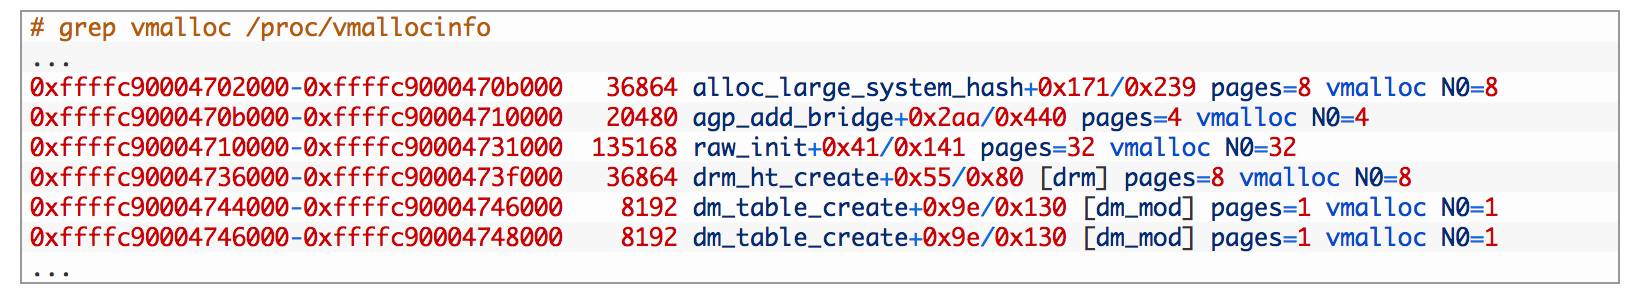 # grep vmalloc /proc/vmallocinfo
...
0xffffc90004702000-0xffffc9000470b000   36864 alloc_large_system_hash+0x171/0x239 pages=8 vmalloc N0=8
0xffffc9000470b000-0xffffc90004710000   20480 agp_add_bridge+0x2aa/0x440 pages=4 vmalloc N0=4
0xffffc90004710000-0xffffc90004731000  135168 raw_init+0x41/0x141 pages=32 vmalloc N0=32
0xffffc90004736000-0xffffc9000473f000   36864 drm_ht_create+0x55/0x80 [drm] pages=8 vmalloc N0=8
0xffffc90004744000-0xffffc90004746000    8192 dm_table_create+0x9e/0x130 [dm_mod] pages=1 vmalloc N0=1
0xffffc90004746000-0xffffc90004748000    8192 dm_table_create+0x9e/0x130 [dm_mod] pages=1 vmalloc N0=1
...